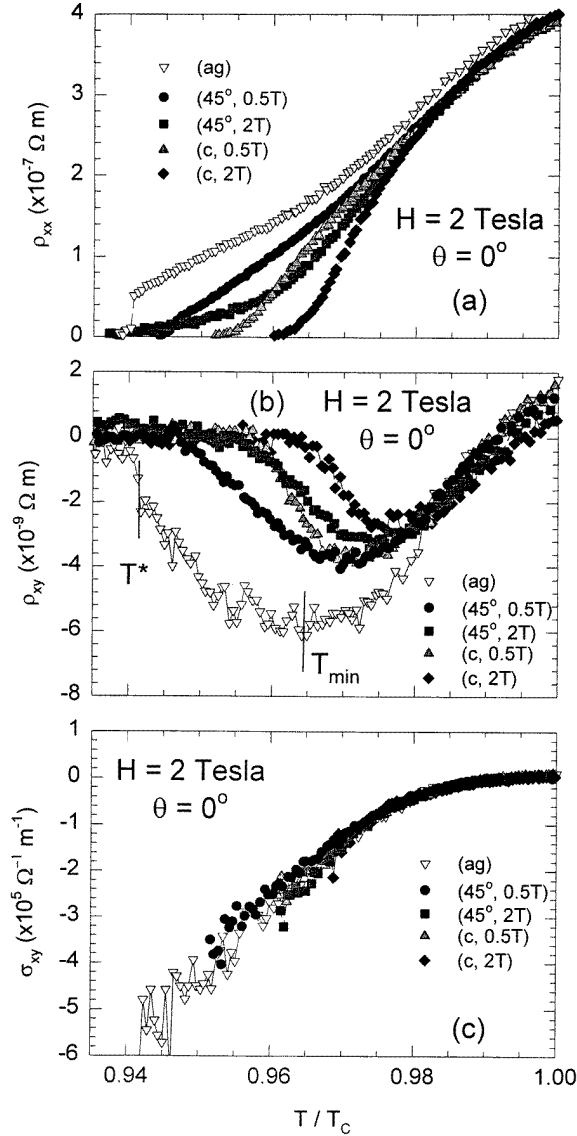 4
3
2
1
0
ρxx (x10⁻⁷ Ω m)
(ag)
(45°, 0.5T)
(45°, 2T)
(c, 0.5T)
(c, 2T)
H = 2 Tesla
θ = 0°
(a)
2
0
-2
-4
-6
-8
ρxy (x10⁻⁹ Ω m)
(b)
H = 2 Tesla
θ = 0°
T*
Tmin
(ag)
(45°, 0.5T)
(45°, 2T)
(c, 0.5T)
(c, 2T)
1
0
-1
-2
-3
-4
-5
-6
σxy (x10⁵ Ω⁻¹ m⁻¹)
H = 2 Tesla
θ = 0°
(ag)
(45°, 0.5T)
(45°, 2T)
(c, 0.5T)
(c, 2T)
(c)
0.94 0.96 0.98 1.00
T / TC